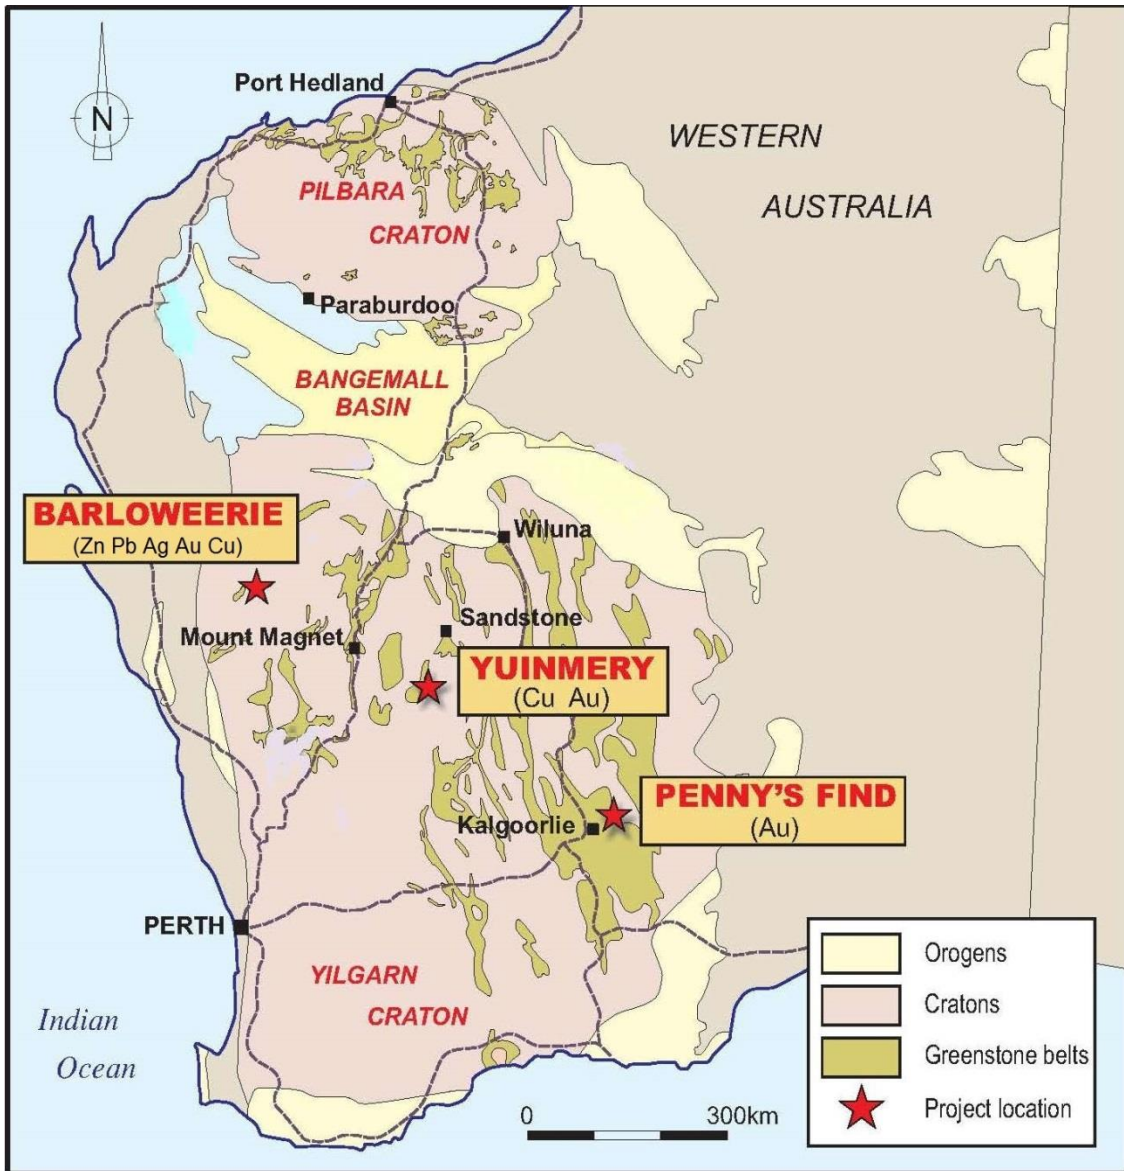 Port Hedland
N
WESTERN
AUSTRALIA
PILBARA
CRATON
Paraburdoo
BANGEMALL
BASIN
BARLOWEERIE
(Zn Pb Ag Au Cu)
Wiluna
Sandstone
Mount Magnet
YUINMERY
(Cu Au)
PENNY'S FIND
(Au)
Kalgoorlie
PERTH
YILGARN
CRATON
Indian
Ocean
Orogens
Cratons
Greenstone belts
Project location
0 300km